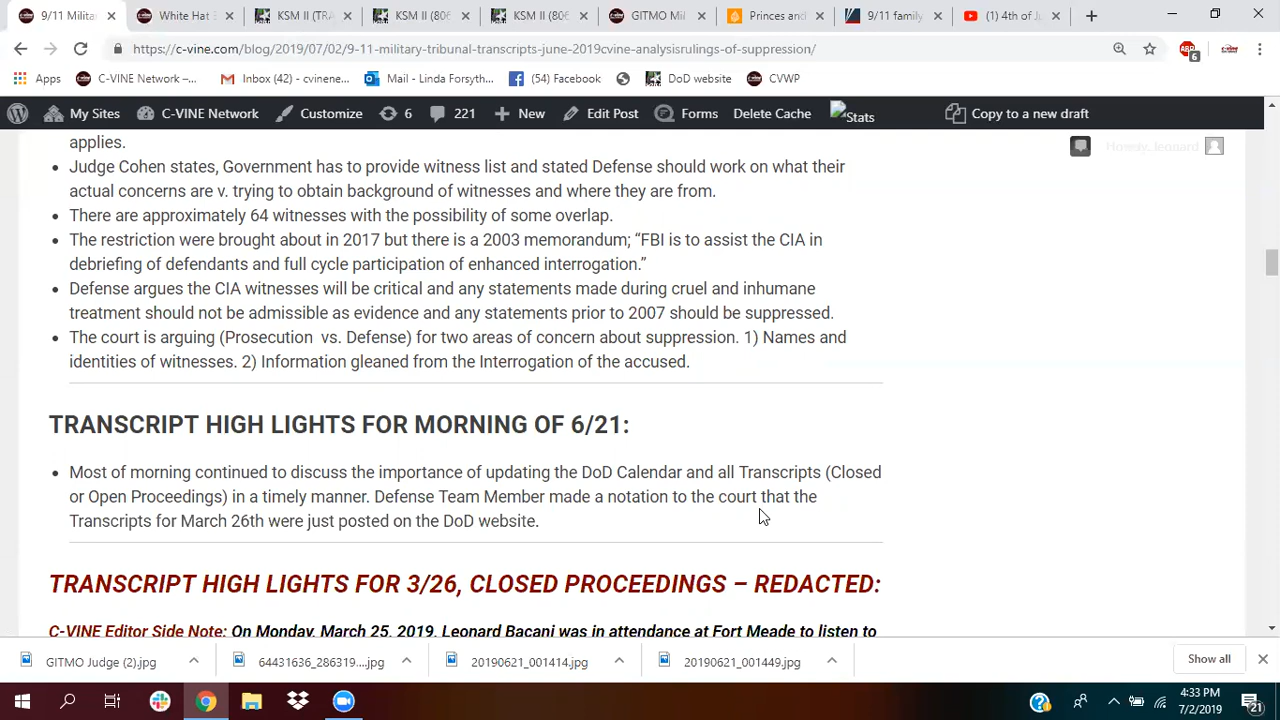 9/11 Milita
White Hat
KSM II (TRA
KSM II (806
KSM II (806
GITMO Mil
Princes and
9/11 family
(1) 4th of Ju
https://c-vine.com/blog/2019/07/02/9-11-military-tribunal-transcripts-june-2019cvine-analysisrulings-of-suppression/
ABP 6
Apps
C-VINE Network –...
Inbox (42) - cvinene...
Mail - Linda Forsyth...
(54) Facebook
DoD website
CVWP
My Sites
C-VINE Network
Customize
6
221
New
Edit Post
Forms
Delete Cache
Stats
Copy to a new draft
Howdy, leonard
applies.
• Judge Cohen states, Government has to provide witness list and stated Defense should work on what their
actual concerns are v. trying to obtain background of witnesses and where they are from.
• There are approximately 64 witnesses with the possibility of some overlap.
• The restriction were brought about in 2017 but there is a 2003 memorandum; “FBI is to assist the CIA in
debriefing of defendants and full cycle participation of enhanced interrogation.”
• Defense argues the CIA witnesses will be critical and any statements made during cruel and inhumane
treatment should not be admissible as evidence and any statements prior to 2007 should be suppressed.
• The court is arguing (Prosecution vs. Defense) for two areas of concern about suppression. 1) Names and
identities of witnesses. 2) Information gleaned from the Interrogation of the accused.
TRANSCRIPT HIGH LIGHTS FOR MORNING OF 6/21:
• Most of morning continued to discuss the importance of updating the DoD Calendar and all Transcripts (Closed
or Open Proceedings) in a timely manner. Defense Team Member made a notation to the court that the
Transcripts for March 26th were just posted on the DoD website.
TRANSCRIPT HIGH LIGHTS FOR 3/26, CLOSED PROCEEDINGS – REDACTED:
C-VINE Editor Side Note: On Monday, March 25, 2019, Leonard Bacani was in attendance at Fort Meade to listen to
GITMO Judge (2).jpg
64431636_286319....jpg
20190621_001414.jpg
20190621_001449.jpg
Show all
4:33 PM
7/2/2019
21